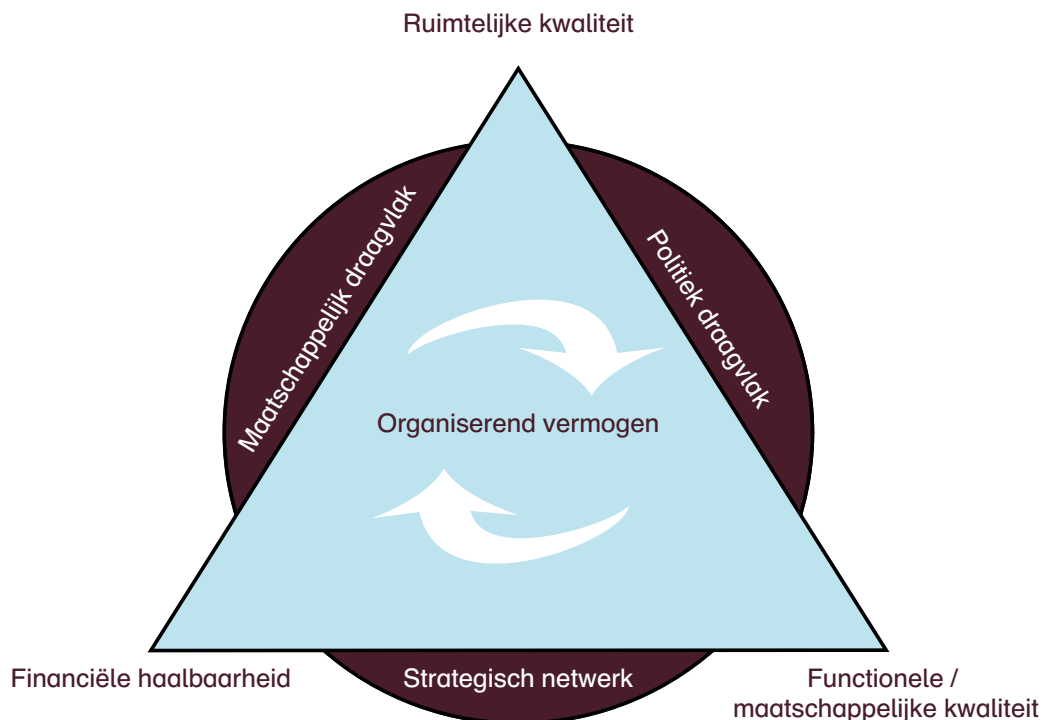 Ruimtelijke kwaliteit
Maatschappelijk draagvlak
Politiek draagvlak
Organiserend vermogen
Financiële haalbaarheid
Strategisch netwerk
Functionele /
maatschappelijke kwaliteit